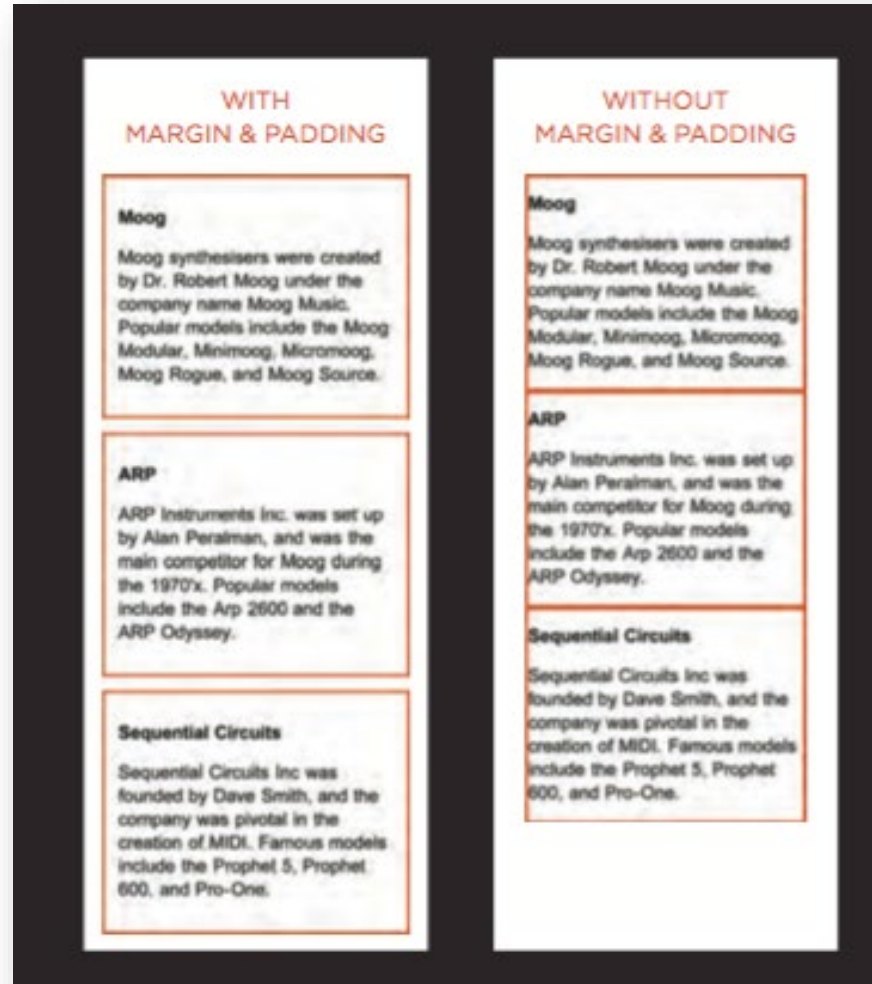 WITH
MARGIN & PADDING
Moog
Moog synthesisers were created
by Dr. Robert Moog under the
company name Moog Music.
Popular models include the Moog
Modular, Minimoog, Micromoog,
Moog Rogue, and Moog Source.
ARP
ARP Instruments Inc. was set up
by Alan Peralman, and was the
main competitor for Moog during
the 1970'x. Popular models
include the Arp 2600 and the
ARP Odyssey.
Sequential Circuits
Sequential Circuits Inc was
founded by Dave Smith, and the
company was pivotal in the
creation of MIDI. Famous models
include the Prophet 5, Prophet
600, and Pro-One.
WITHOUT
MARGIN & PADDING
Moog
Moog synthesisers were created
by Dr. Robert Moog under the
company name Moog Music.
Popular models include the Moog
Modular, Minimoog, Micromoog,
Moog Rogue, and Moog Source.
ARP
ARP Instruments Inc. was set up
by Alan Peralman, and was the
main competitor for Moog during
the 1970'x. Popular models
include the Arp 2600 and the
ARP Odyssey.
Sequential Circuits
Sequential Circuits Inc was
founded by Dave Smith, and the
company was pivotal in the
creation of MIDI. Famous models
include the Prophet 5, Prophet
600, and Pro-One.